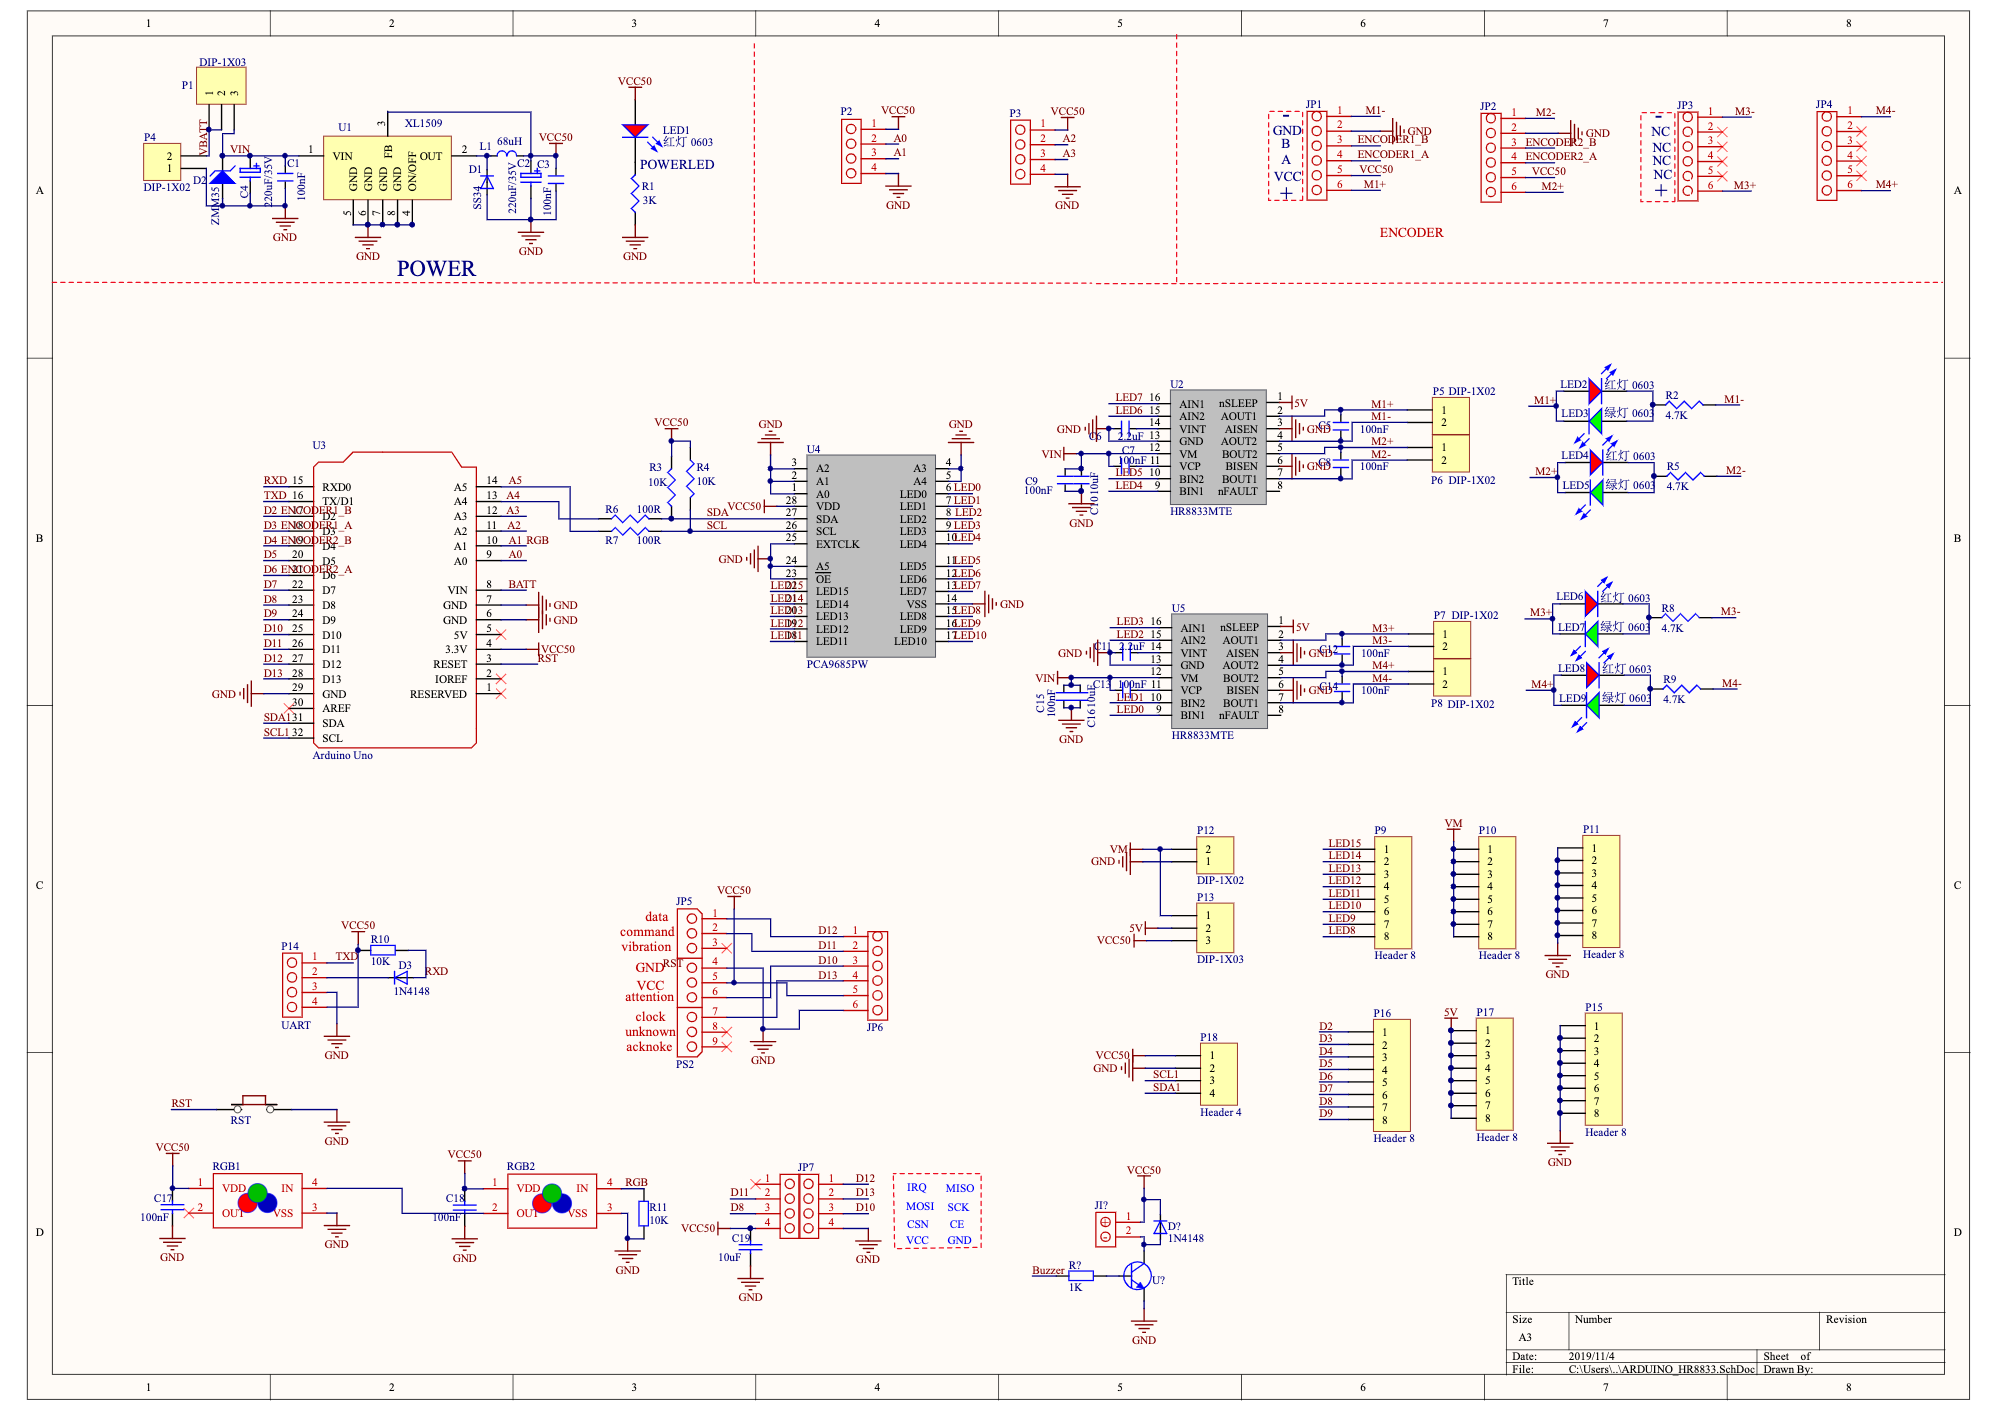 1 2 3 4 5 6 7 8
A
B
C
D
DIP-1X03
P1
1 2 3
P4
2
1
DIP-1X02
VBATT
VIN
D2
ZMM35
C4
220uF/35V
C1
100nF
U1
XL1509
1 VIN
3 FB
OUT 2
GND GND GND GND ON/OFF
5 6 7 8 4
GND
GND
L1
68uH
VCC50
D1
SS34
C2
220uF/35V
C3
100nF
GND
POWER
VCC50
LED1
红灯 0603
POWERLED
R1
3K
GND
P2
VCC50
1
2 A0
3 A1
4
GND
P3
VCC50
1
2 A2
3 A3
4
GND
JP1
-
GND
B
A
VCC
+
1 M1-
2 GND
3 ENCODER1_B
4 ENCODER1_A
5 VCC50
6 M1+
JP2
1 M2-
2 GND
3 ENCODER2_B
4 ENCODER2_A
5 VCC50
6 M2+
JP3
-
NC
NC
NC
NC
+
1 M3-
2
3
4
5
6 M3+
JP4
1 M4-
2
3
4
5
6 M4+
ENCODER
U3
RXD 15 RXD0
TXD 16 TX/D1
D2 ENCODER1_B 17 D2
D3 ENCODER1_A 18 D3
D4 ENCODER2_B 19 D4
D5 20 D5
D6 ENCODER2_A 21 D6
D7 22 D7
D8 23 D8
D9 24 D9
D10 25 D10
D11 26 D11
D12 27 D12
D13 28 D13
GND 29 GND
30 AREF
SDA1 31 SDA
SCL1 32 SCL
A5 14 A5
A4 13 A4
A3 12 A3
A2 11 A2
A1 10 A1 RGB
A0 9 A0
VIN 8 BATT
GND 7 GND
GND 6 GND
5V 5
3.3V 4 VCC50
RESET 3 RST
IOREF 2
RESERVED 1
Arduino Uno
VCC50
R3
10K
R4
10K
R6 100R
R7 100R
SDA
SCL
GND
U4
GND
3 A2
2 A1
1 A0
VCC50 28 VDD
27 SDA
26 SCL
25 EXTCLK
GND 24 A5
23 OE
LED15 22 LED15
LED14 21 LED14
LED13 20 LED13
LED12 19 LED12
LED11 18 LED11
A3 4
A4 5
LED0 6 LED0
LED1 7 LED1
LED2 8 LED2
LED3 9 LED3
LED4 10 LED4
LED5 11 LED5
LED6 12 LED6
LED7 13 LED7
VSS 14 GND
LED8 15 LED8
LED9 16 LED9
LED10 17 LED10
PCA9685PW
U2
LED7 16 AIN1
LED6 15 AIN2
GND C6 2.2uF 14 VINT
13 GND
VIN C7 12 VM
100nF 11 VCP
LED5 10 BIN2
LED4 9 BIN1
C9
100nF
C10 10uF
GND
nSLEEP 1 5V
AOUT1 2
AISEN 3 GND
AOUT2 4
BOUT2 5
BISEN 6 GND
BOUT1 7
nFAULT 8
HR8833MTE
C5
100nF
C8
100nF
M1+
M1-
M2+
M2-
P5 DIP-1X02
1
2
1
2
P6 DIP-1X02
M1+
LED2 红灯 0603
LED3 绿灯 0603
R2
4.7K
M1-
M2+
LED4 红灯 0603
LED5 绿灯 0603
R5
4.7K
M2-
U5
LED3 16 AIN1
LED2 15 AIN2
GND C11 2.2uF 14 VINT
13 GND
VIN 12 VM
C13 100nF 11 VCP
LED1 10 BIN2
LED0 9 BIN1
C15
100nF
C16 10uF
GND
nSLEEP 1 5V
AOUT1 2
AISEN 3 GND
AOUT2 4
BOUT2 5
BISEN 6 GND
BOUT1 7
nFAULT 8
HR8833MTE
C12
100nF
C14
100nF
M3+
M3-
M4+
M4-
P7 DIP-1X02
1
2
1
2
P8 DIP-1X02
M3+
LED6 红灯 0603
LED7 绿灯 0603
R8
4.7K
M3-
M4+
LED8 红灯 0603
LED9 绿灯 0603
R9
4.7K
M4-
P12
VM 2
GND 1
DIP-1X02
P13
1
5V 2
VCC50 3
DIP-1X03
P9
LED15 1
LED14 2
LED13 3
LED12 4
LED11 5
LED10 6
LED9 7
LED8 8
Header 8
VM
P10
1
2
3
4
5
6
7
8
Header 8
P11
1
2
3
4
5
6
7
8
Header 8
GND
P14
VCC50
R10
10K
1 TXD
2
3
4
D3
RXD
1N4148
UART
GND
JP5
VCC50
data 1
command 2
vibration 3
GND RST 4
VCC 5
attention 6
clock 7
unknown 8
acknoke 9
PS2
GND
D12 1
D11 2
D10 3
D13 4
5
6
JP6
P18
VCC50 1
GND 2
SCL1 3
SDA1 4
Header 4
P16
D2 1
D3 2
D4 3
D5 4
D6 5
D7 6
D8 7
D9 8
Header 8
5V
P17
1
2
3
4
5
6
7
8
Header 8
P15
1
2
3
4
5
6
7
8
Header 8
GND
RST
RST
GND
VCC50
RGB1
1 VDD IN 4
2 OUT VSS 3
C17
100nF
GND
GND
VCC50
RGB2
1 VDD IN 4 RGB
2 OUT VSS 3
C18
100nF
GND
R11
10K
GND
JP7
1 1 D12
D11 2 2 D13
D8 3 3 D10
VCC50 4 4
C19
10uF
GND
GND
IRQ MISO
MOSI SCK
CSN CE
VCC GND
VCC50
JI?
1
2
D?
1N4148
Buzzer
R?
1K
U?
GND
Title
Size Number Revision
A3
Date: 2019/11/4 Sheet of
File: C:\Users\..\ARDUINO_HR8833.SchDoc Drawn By:
A
B
C
D
1 2 3 4 5 6 7 8